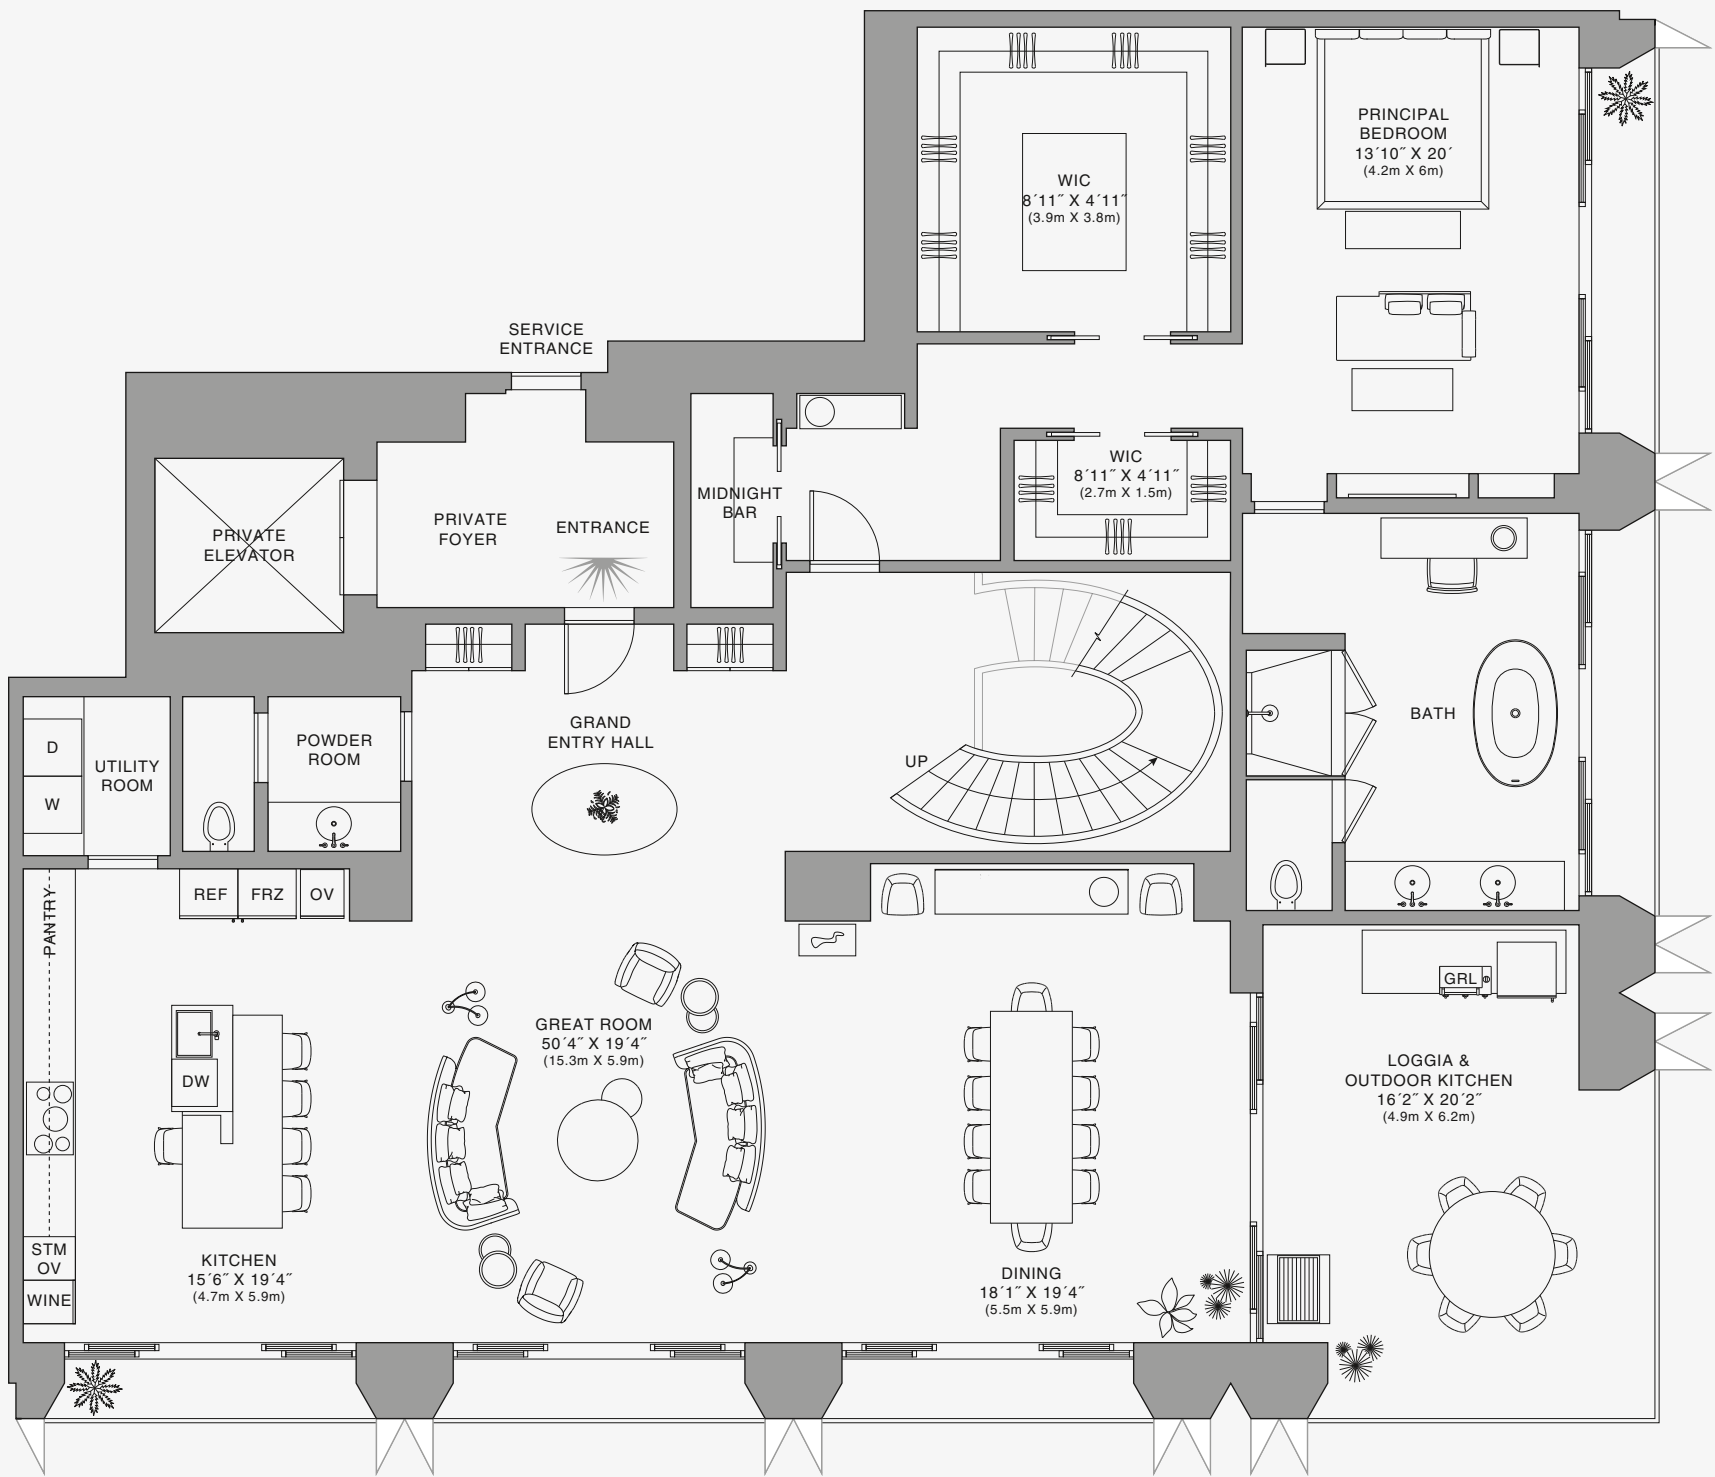 PRINCIPAL
BEDROOM
13´10˝ X 20´
(4.2m X 6m)
WIC
8´11˝ X 4´11˝
(3.9m X 3.8m)
SERVICE
ENTRANCE
WIC
8´11˝ X 4´11˝
(2.7m X 1.5m)
MIDNIGHT
BAR
PRIVATE
ELEVATOR
PRIVATE
FOYER
ENTRANCE
GRAND
ENTRY HALL
UP
BATH
D
W
UTILITY
ROOM
POWDER
ROOM
PANTRY
REF
FRZ
OV
DW
GREAT ROOM
50´4˝ X 19´4˝
(15.3m X 5.9m)
GRL
LOGGIA &
OUTDOOR KITCHEN
16´2˝ X 20´2˝
(4.9m X 6.2m)
STM
OV
WINE
KITCHEN
15´6˝ X 19´4˝
(4.7m X 5.9m)
DINING
18´1˝ X 19´4˝
(5.5m X 5.9m)